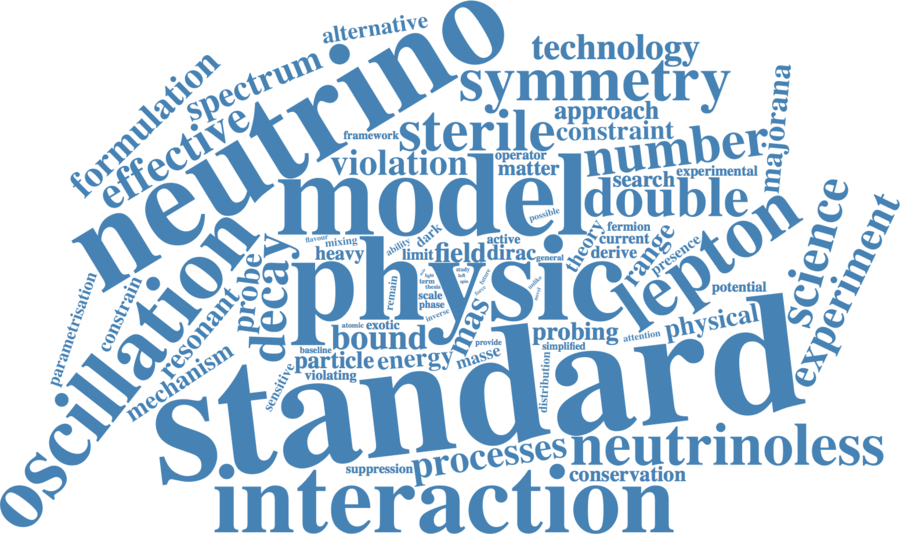 neutrino
alternative
technology
spectrum
symmetry
formulation
effective
approach
majorana
framework
sterile
constraint
violation
operator
number
matter
model
search
experimental
double
possible
lepton
science
experiment
oscillation
decay
flavour
mixing
heavy
ability
dark
limit
field
active
dirac
general
theory
fermion
current
derive
range
presence
physic
probe
parametrisation
constrain
resonant
mechanism
remain
light
term
thesis
scale
phase
study
left
future
inverse
mas
unlike
novel
potential
atomic
exotic
bound
probing
attention
physical
baseline
particle
energy
masse
provide
simplified
violating
sensitive
distribution
standard
suppression
processes
neutrinoless
conservation
interaction